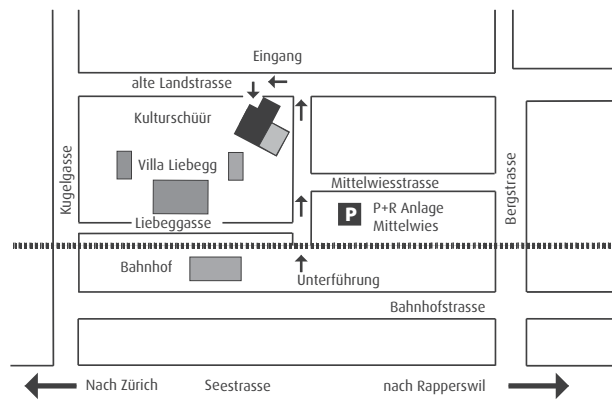 Eingang
alte Landstrasse
Kulturschüür
Kugelgasse
Villa Liebegg
Mittelwiesstrasse
Bergstrasse
P
P+R Anlage
Mittelwies
Liebeggasse
Bahnhof
Unterführung
Bahnhofstrasse
Nach Zürich
Seestrasse
nach Rapperswil